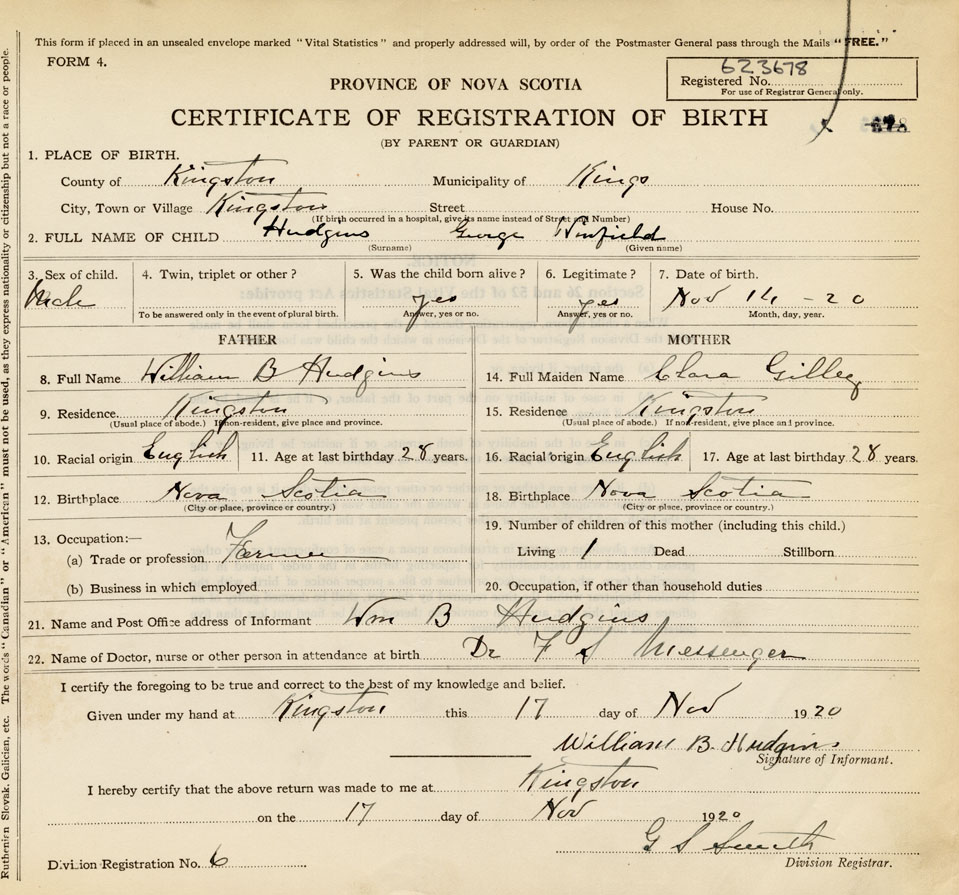 This form if placed in an unsealed envelope marked "Vital Statistics" and properly addressed will, by order of the Postmaster General pass through the Mails "FREE."
FORM 4.
623678
Registered No.
For use of Registrar General only.
PROVINCE OF NOVA SCOTIA
CERTIFICATE OF REGISTRATION OF BIRTH
(BY PARENT OR GUARDIAN)
1. PLACE OF BIRTH.
County of Kingston Municipality of Kings
City, Town or Village Kingston Street House No.
(If birth occurred in a hospital, give its name instead of Street and Number)
2. FULL NAME OF CHILD Hudgins George Winfield
(Surname) (Given name)
3. Sex of child. 4. Twin, triplet or other? 5. Was the child born alive? 6. Legitimate? 7. Date of birth.
Male yes yes Nov 14 - 20
To be answered only in the event of plural birth. Answer, yes or no. Answer, yes or no. Month, day, year.
FATHER MOTHER
8. Full Name William B Hudgins 14. Full Maiden Name Clara Gilley
9. Residence. Kingston 15. Residence Kingston
(Usual place of abode.) If non-resident, give place and province. (Usual place of abode.) If non-resident, give place and province.
10. Racial origin English 11. Age at last birthday 28 years. 16. Racial origin English 17. Age at last birthday 28 years.
12. Birthplace Nova Scotia 18. Birthplace Nova Scotia
(City or place, province or country.) (City or place, province or country.)
13. Occupation:— 19. Number of children of this mother (including this child.)
(a) Trade or profession Farmer Living 1 Dead Stillborn
(b) Business in which employed 20. Occupation, if other than household duties
21. Name and Post Office address of Informant Wm B Hudgins
22. Name of Doctor, nurse or other person in attendance at birth Dr F S Messenger
I certify the foregoing to be true and correct to the best of my knowledge and belief.
Given under my hand at Kingston this 17 day of Nov 1920
William B. Hudgins
Signature of Informant.
I hereby certify that the above return was made to me at Kingston
on the 17 day of Nov 1920
G S Smith
Division Registration No. 6 Division Registrar.
Ruthenian Slovak, Galician, etc. The words "Canadian" or "American" must not be used, as they express nationality or citizenship but not a race or people.